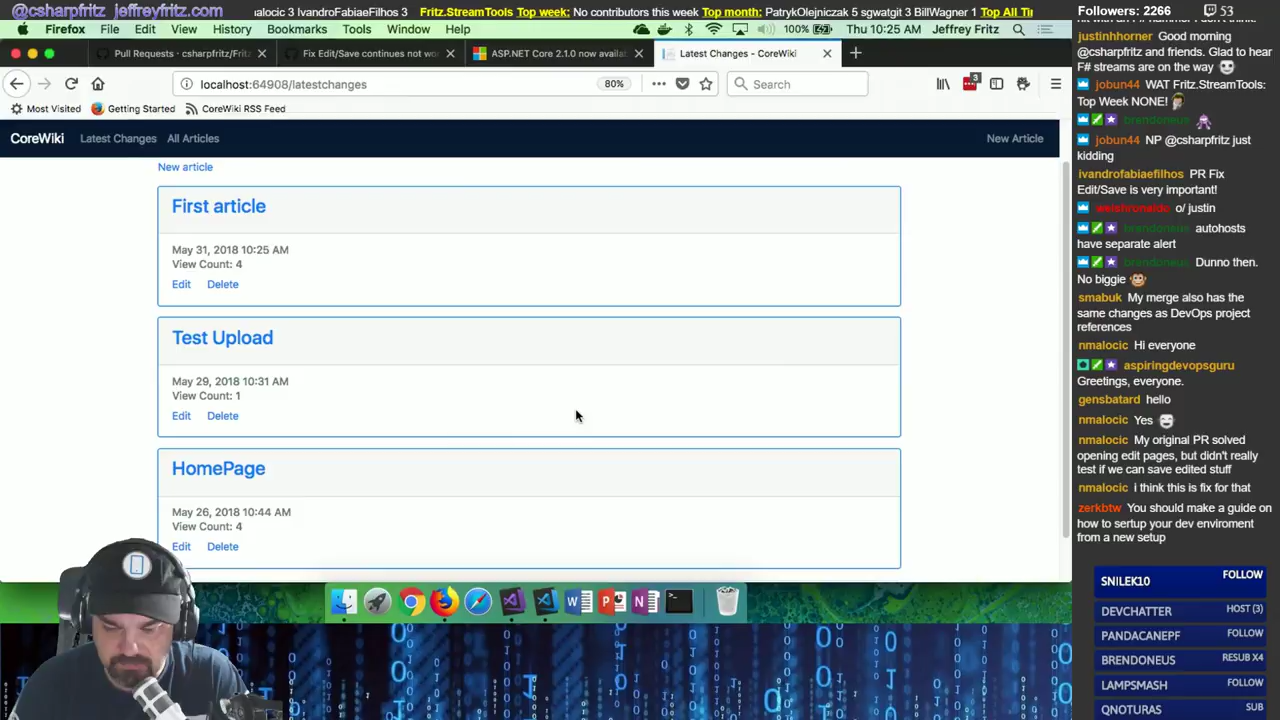 @csharpfritz jeffreyfritz.com
alocic 3 IvandroFabiaeFilhos 3 Fritz.StreamTools Top week: No contributors this week Top month: PatrykOlejniczak 5 sgwatgit 3 BillWagner 1 Top All Ti
Followers: 2266
53
Firefox File Edit View History Bookmarks Tools Window Help
100% Thu 10:25 AM Jeffrey Fritz
Pull Requests · csharpfritz/Fritz
Fix Edit/Save continues not wo
ASP.NET Core 2.1.0 now availa
Latest Changes - CoreWiki
localhost:64908/latestchanges
80%
Search
3
Most Visited
Getting Started
CoreWiki RSS Feed
CoreWiki
Latest Changes
All Articles
New Article
New article
First article
May 31, 2018 10:25 AM
View Count: 4
Edit Delete
Test Upload
May 29, 2018 10:31 AM
View Count: 1
Edit Delete
HomePage
May 26, 2018 10:44 AM
View Count: 4
Edit Delete
justinhhorner Good morning
@csharpfritz and friends. Glad to hear
F# streams are on the way
jobun44 WAT Fritz.StreamTools:
Top Week NONE!
brendoneus
jobun44 NP @csharpfritz just
kidding
ivandrofabiaefilhos PR Fix
Edit/Save is very important!
o/ justin
brendoneus autohosts
have separate alert
brendoneus Dunno then.
No biggie
smabuk My merge also has the
same changes as DevOps project
references
nmalocic Hi everyone
aspiringdevopsguru
Greetings, everyone.
gensbatard hello
nmalocic Yes
nmalocic My original PR solved
opening edit pages, but didn't really
test if we can save edited stuff
nmalocic i think this is fix for that
zerkbtw You should make a guide on
how to sertup your dev enviroment
from a new setup
SNILEK10 FOLLOW
DEVCHATTER HOST (3)
PANDACANEPF FOLLOW
BRENDONEUS RESUB X4
LAMPSMASH FOLLOW
QNOTURAS SUB